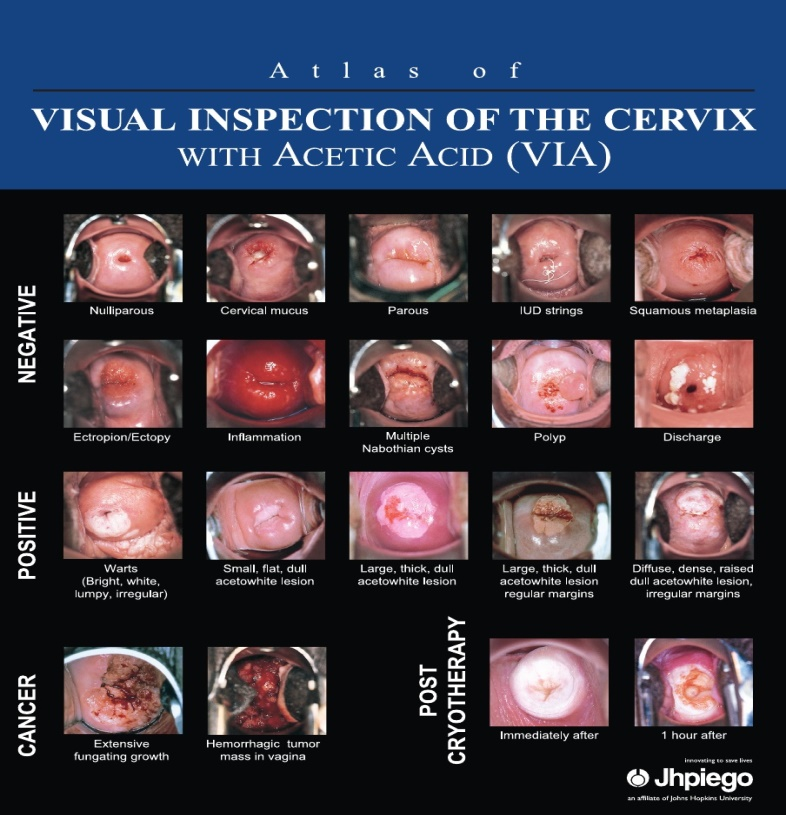 Atlas of
VISUAL INSPECTION OF THE CERVIX
WITH ACETIC ACID (VIA)
NEGATIVE
Nulliparous
Cervical mucus
Parous
IUD strings
Squamous metaplasia
Ectropion/Ectopy
Inflammation
Multiple
Nabothian cysts
Polyp
Discharge
POSITIVE
Warts
(Bright, white,
lumpy, irregular)
Small, flat, dull
acetowhite lesion
Large, thick, dull
acetowhite lesion
Large, thick, dull
acetowhite lesion
regular margins
Diffuse, dense, raised
dull acetowhite lesion,
irregular margins
CANCER
Extensive
fungating growth
Hemorrhagic tumor
mass in vagina
POST
CRYOTHERAPY
Immediately after
1 hour after
innovating to save lives
Jhpiego
an affiliate of Johns Hopkins University